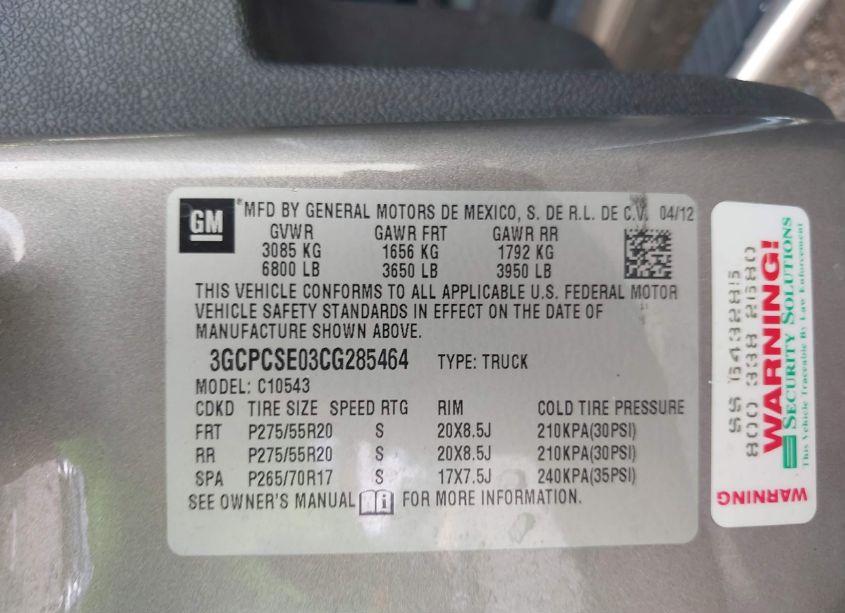 GM
®MFD BY GENERAL MOTORS DE MEXICO, S. DE R.L. DE C.V. 04/12
GVWR GAWR FRT GAWR RR
3085 KG 1656 KG 1792 KG
6800 LB 3650 LB 3950 LB
THIS VEHICLE CONFORMS TO ALL APPLICABLE U.S. FEDERAL MOTOR
VEHICLE SAFETY STANDARDS IN EFFECT ON THE DATE OF
MANUFACTURE SHOWN ABOVE.
3GCPCSE03CG285464 TYPE: TRUCK
MODEL: C10543
CDKD TIRE SIZE SPEED RTG RIM COLD TIRE PRESSURE
FRT P275/55R20 S 20X8.5J 210KPA(30PSI)
RR P275/55R20 S 20X8.5J 210KPA(30PSI)
SPA P265/70R17 S 17X7.5J 240KPA(35PSI)
SEE OWNER'S MANUAL FOR MORE INFORMATION.
SS 543285
800 338 2580
WARNING!
SECURITY SOLUTIONS
This Vehicle Traceable By Law Enforcement
WARNING